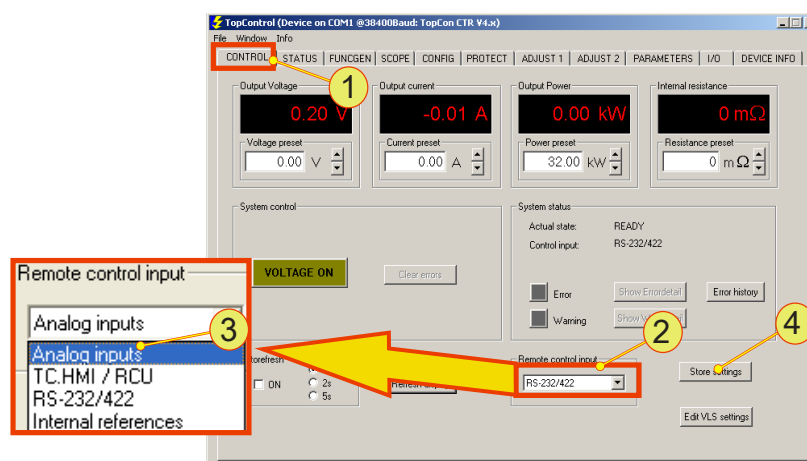 TopControl (Device on COM1 @38400Baud: TopCon CTR V4.x)
File Window Info
CONTROL STATUS FUNCGEN SCOPE CONFIG PROTECT ADJUST 1 ADJUST 2 PARAMETERS I/O DEVICE INFO
1
Output Voltage Output current Output Power Internal resistance
0.20 V -0.01 A 0.00 kW 0 mΩ
Voltage preset Current preset Power preset Resistance preset
0.00 V 0.00 A 32.00 kW 0 mΩ
System control System status
Actual state: READY
Control input: RS-232/422
VOLTAGE ON Clear errors
Error Show Errordetail Error history
Warning Show
2
4
Remote control input
RS-232/422
Store settings
Edit VLS settings
ON 2s
5s
Remote control input
Analog inputs
3
Analog inputs
TC.HMI / RCU
RS-232/422
Internal references